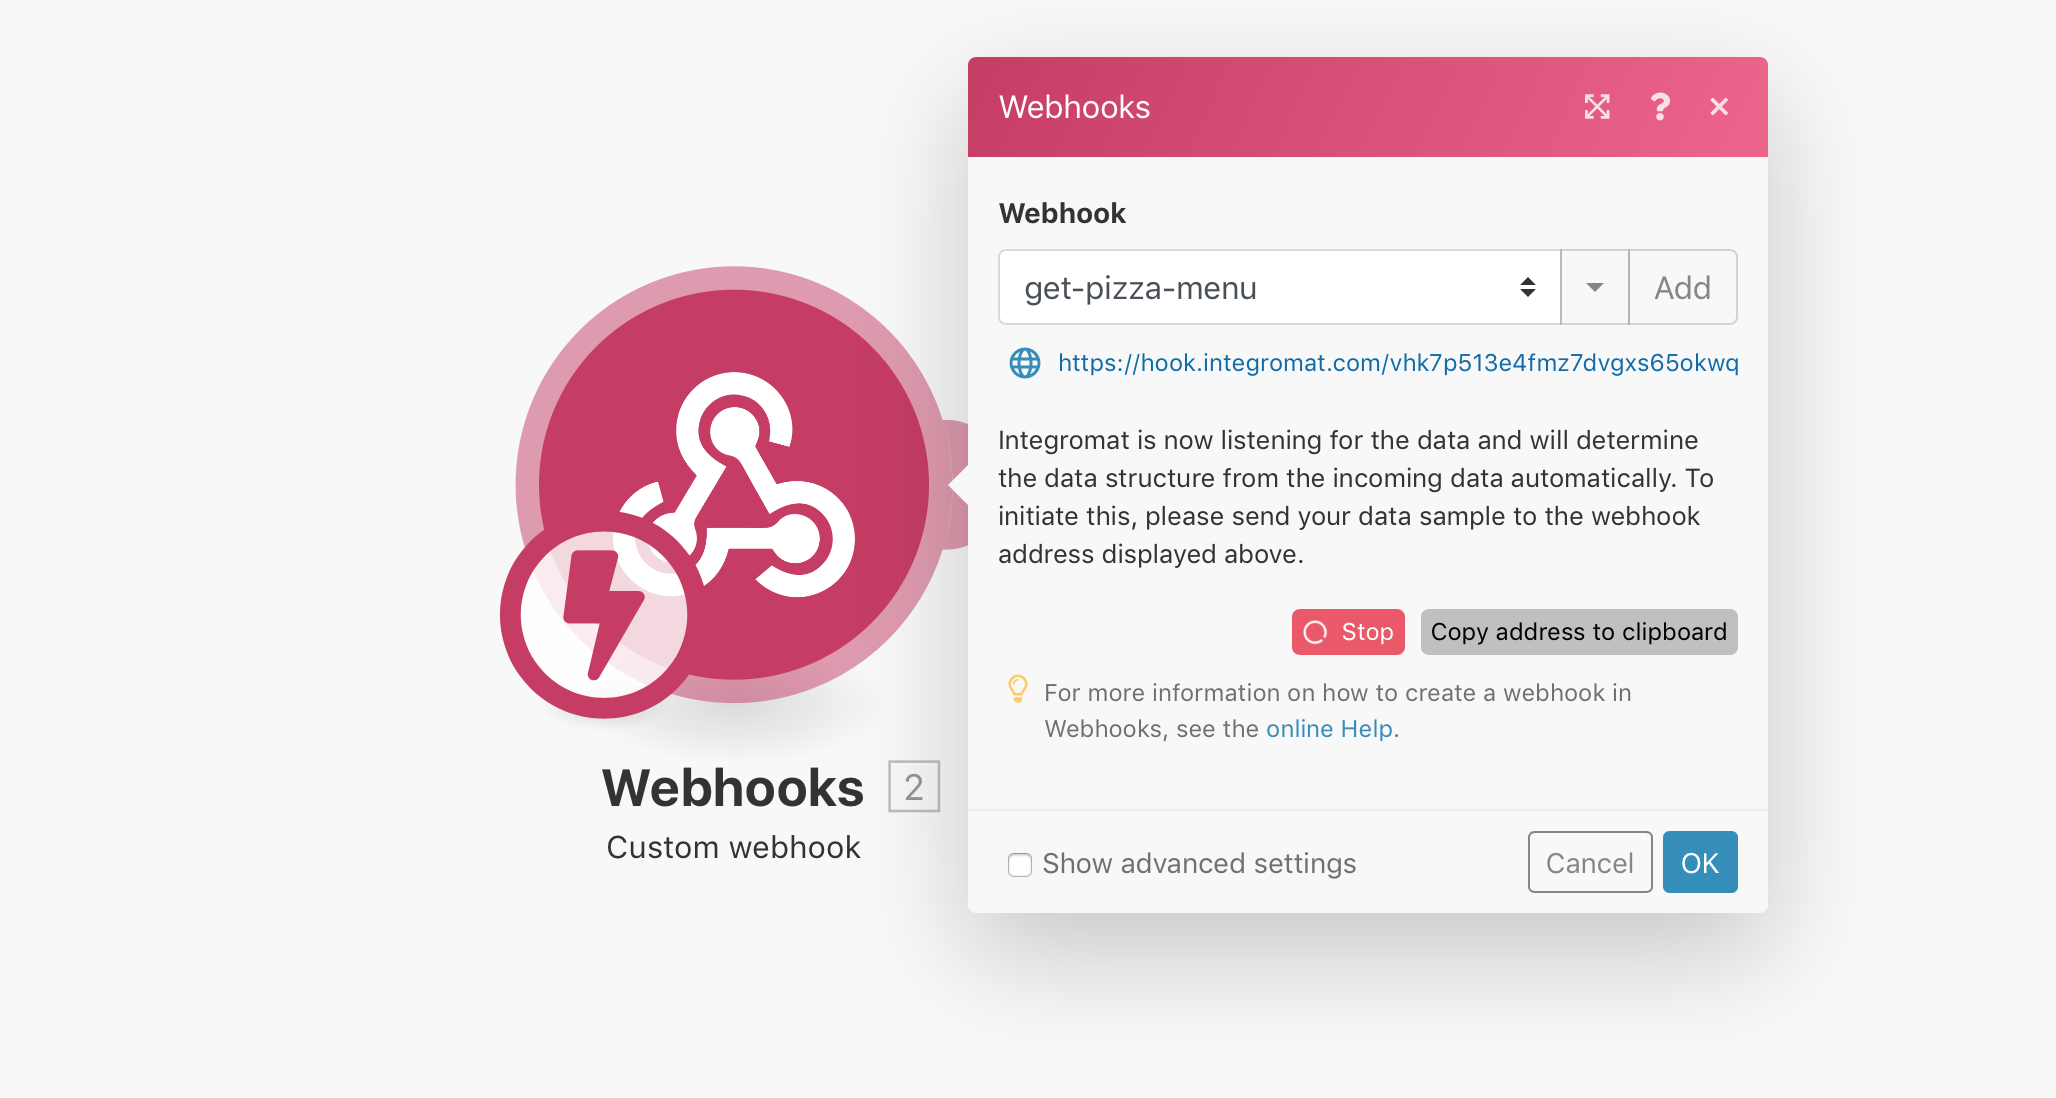 Webhooks
?
Webhook
get-pizza-menu
Add
https://hook.integromat.com/vhk7p513e4fmz7dvgxs65okwq
Integromat is now listening for the data and will determine
the data structure from the incoming data automatically. To
initiate this, please send your data sample to the webhook
address displayed above.
Stop
Copy address to clipboard
For more information on how to create a webhook in
Webhooks, see the online Help.
Webhooks 2
Custom webhook
Show advanced settings
Cancel
OK